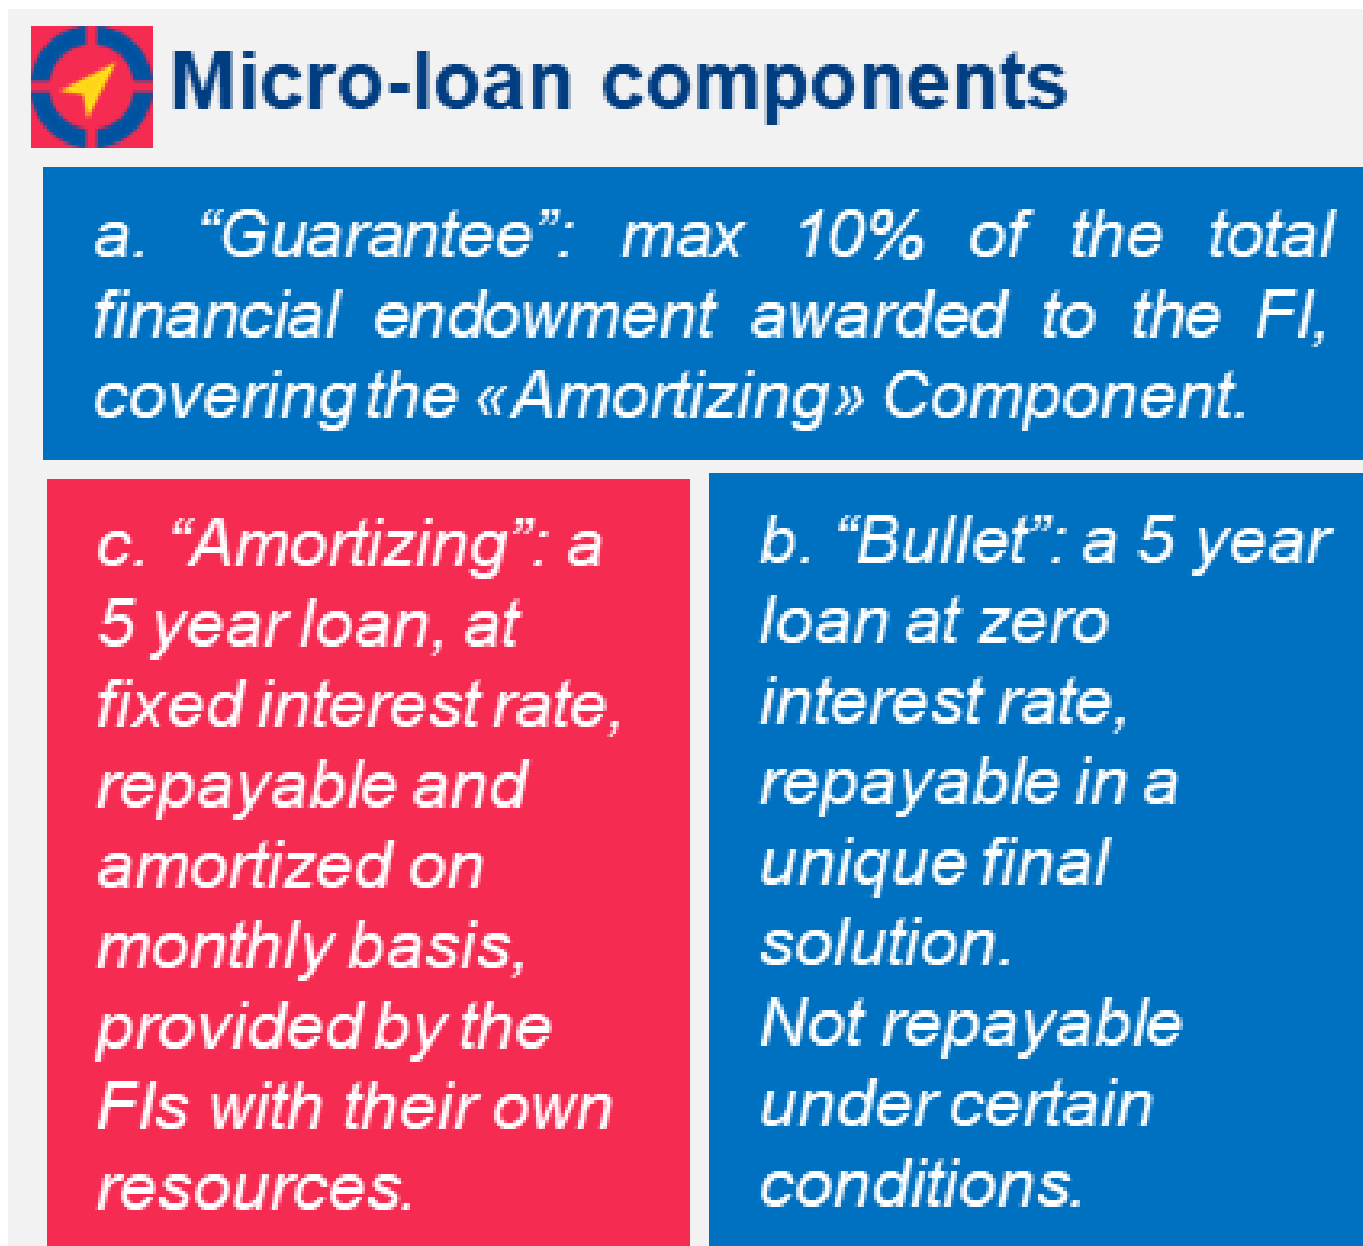 Micro-loan components
a. “Guarantee”: max 10% of the total
financial endowment awarded to the FI,
covering the «Amortizing» Component.
c. “Amortizing”: a
5 year loan, at
fixed interest rate,
repayable and
amortized on
monthly basis,
provided by the
FIs with their own
resources.
b. “Bullet”: a 5 year
loan at zero
interest rate,
repayable in a
unique final
solution.
Not repayable
under certain
conditions.